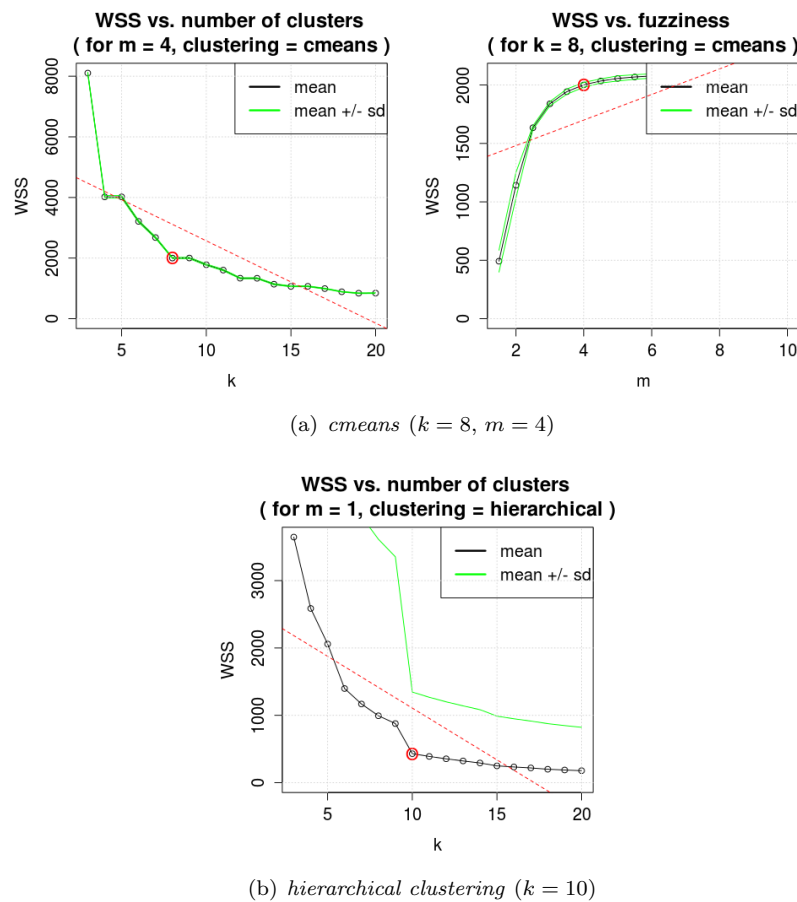 WSS vs. number of clusters
( for m = 4, clustering = cmeans )
WSS
8000
6000
4000
2000
0
mean
mean +/- sd
5 10 15 20
k
WSS vs. fuzziness
( for k = 8, clustering = cmeans )
WSS
2000
1500
1000
500
0
mean
mean +/- sd
2 4 6 8 10
m
(a) cmeans (k = 8, m = 4)
WSS vs. number of clusters
( for m = 1, clustering = hierarchical )
WSS
3000
2000
1000
0
mean
mean +/- sd
5 10 15 20
k
(b) hierarchical clustering (k = 10)